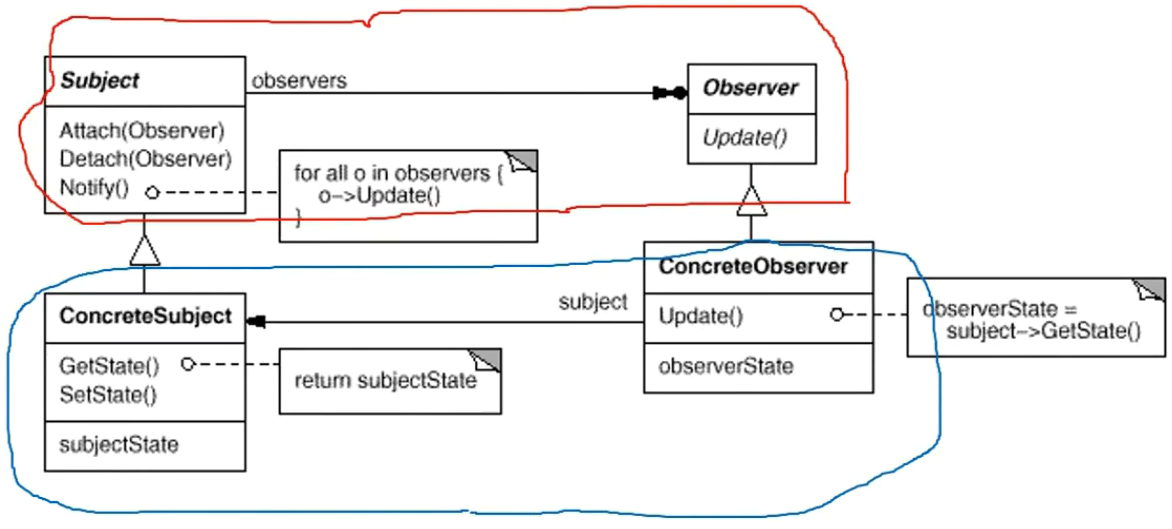 Subject
observers
Observer
Attach(Observer)
Detach(Observer)
Notify()
Update()
for all o in observers {
o->Update()
}
ConcreteSubject
subject
ConcreteObserver
GetState()
SetState()
return subjectState
Update()
observerState =
subject->GetState()
observerState
subjectState